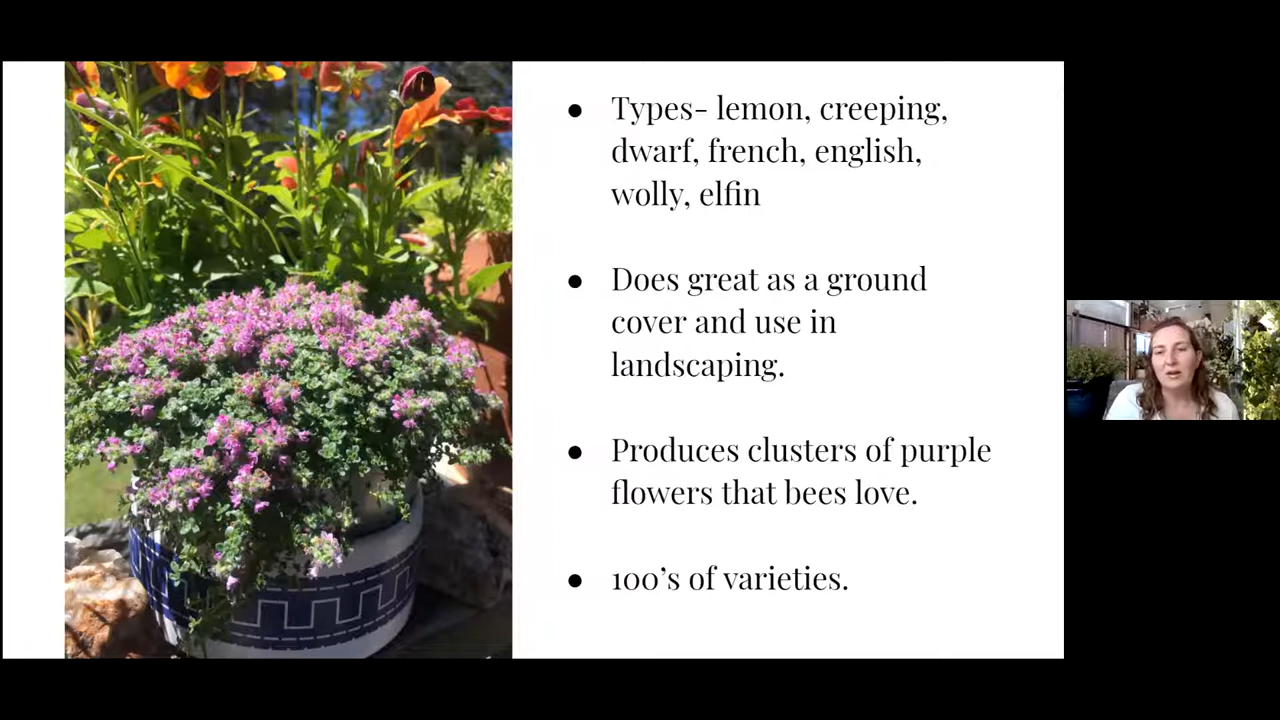 ● Types- lemon, creeping,
dwarf, french, english,
wolly, elfin
● Does great as a ground
cover and use in
landscaping.
● Produces clusters of purple
flowers that bees love.
● 100’s of varieties.